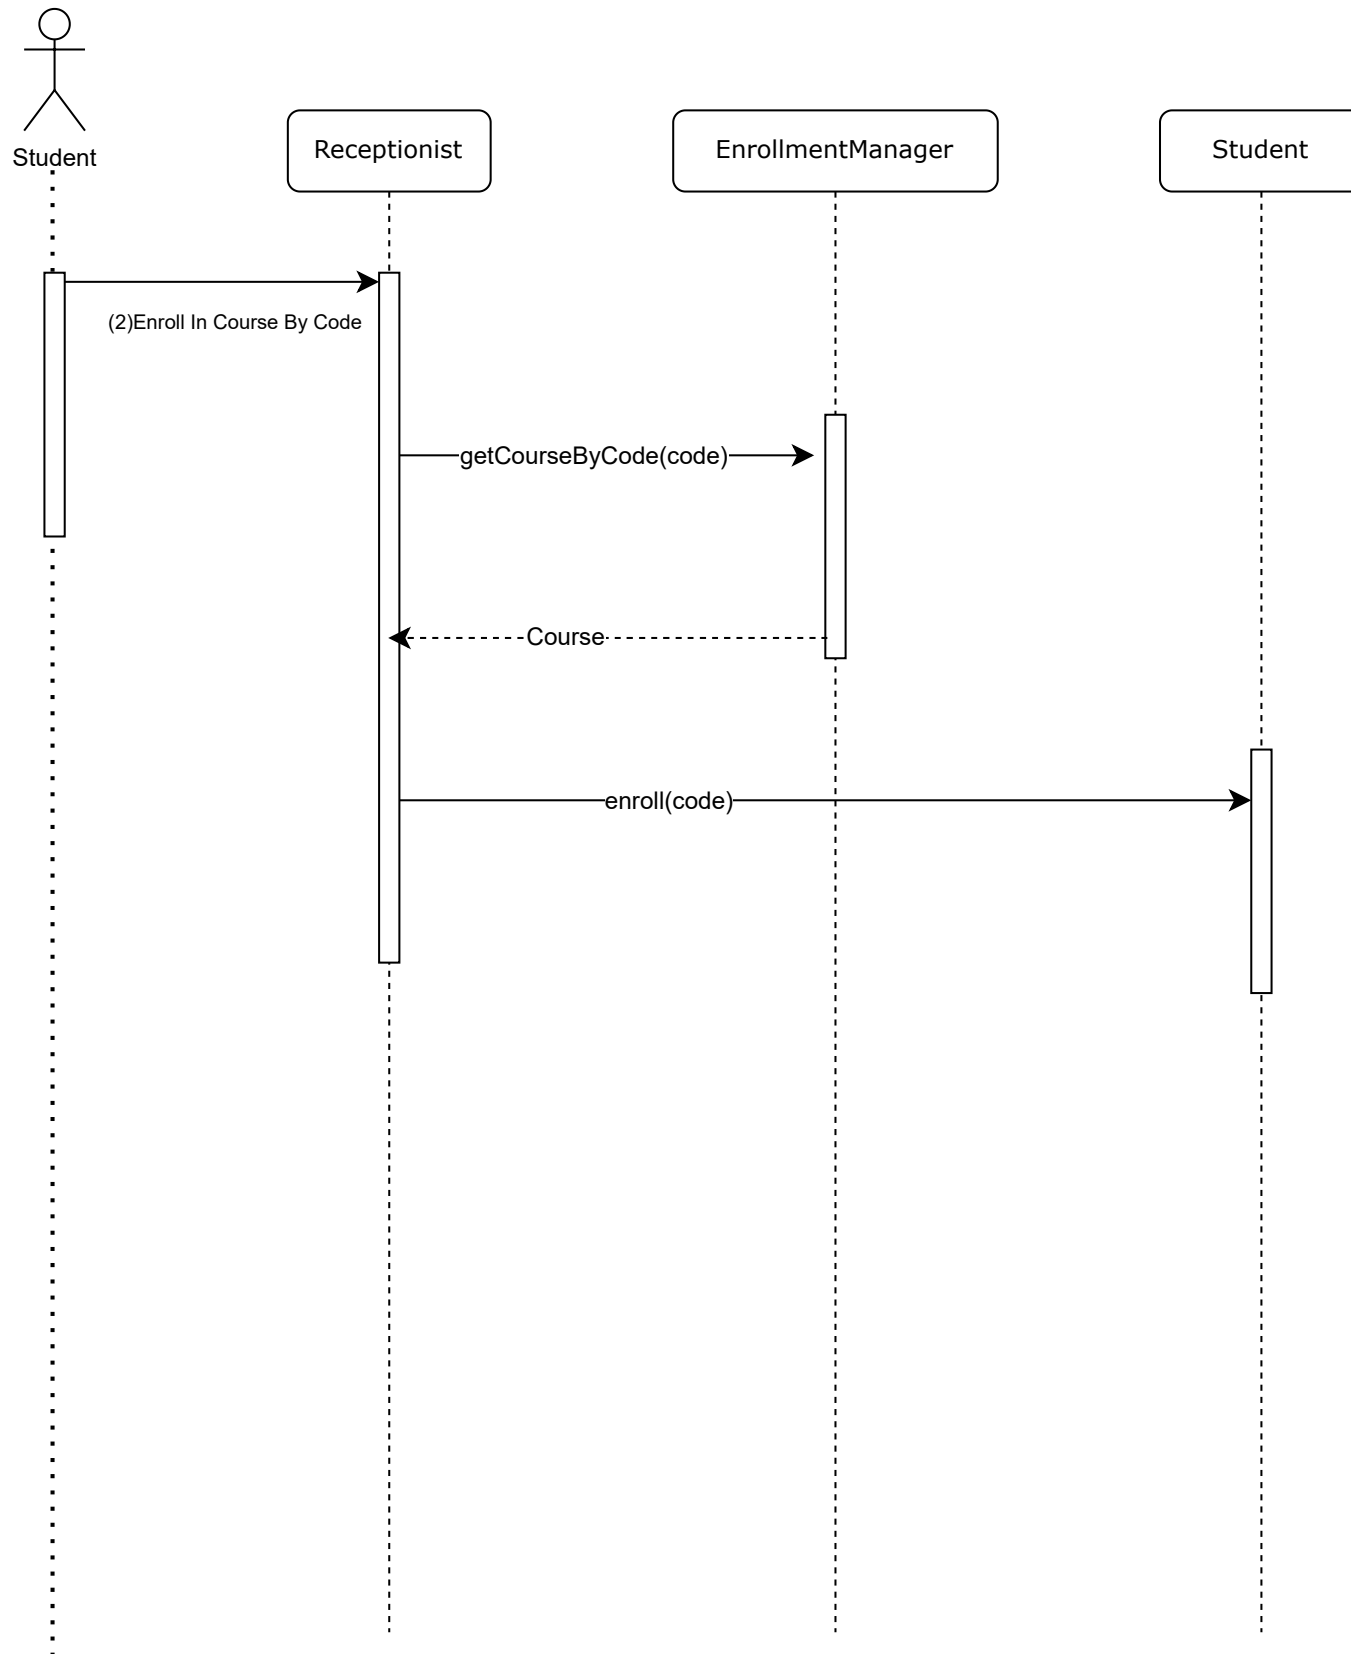 Student
Receptionist
EnrollmentManager
Student
(2)Enroll In Course By Code
getCourseByCode(code)
Course
enroll(code)